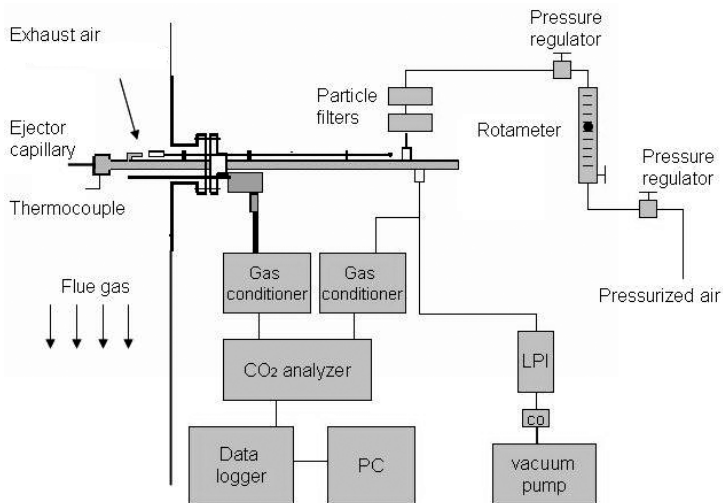 Exhaust air
Ejector
capillary
Thermocouple
Flue gas
Particle
filters
Pressure
regulator
Rotameter
Pressure
regulator
Pressurized air
Gas
conditioner
Gas
conditioner
CO₂ analyzer
Data
logger
PC
LPI
co
vacuum
pump